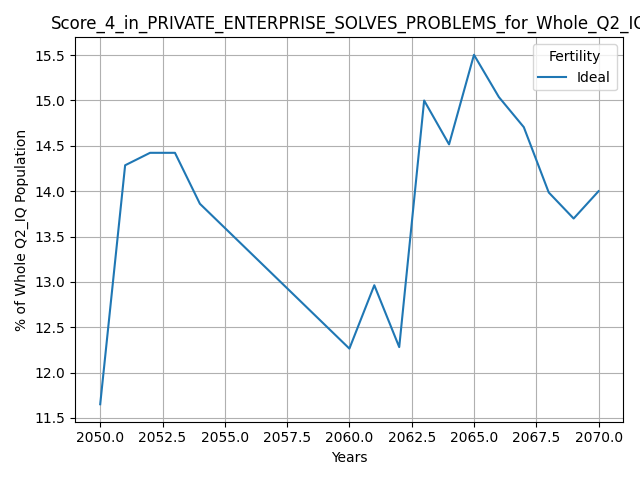 Score_4_in_PRIVATE_ENTERPRISE_SOLVES_PROBLEMS_for_Whole_Q2_IQ
Fertility
Ideal
% of Whole Q2_IQ Population
15.5
15.0
14.5
14.0
13.5
13.0
12.5
12.0
11.5
2050.0 2052.5 2055.0 2057.5 2060.0 2062.5 2065.0 2067.5 2070.0
Years